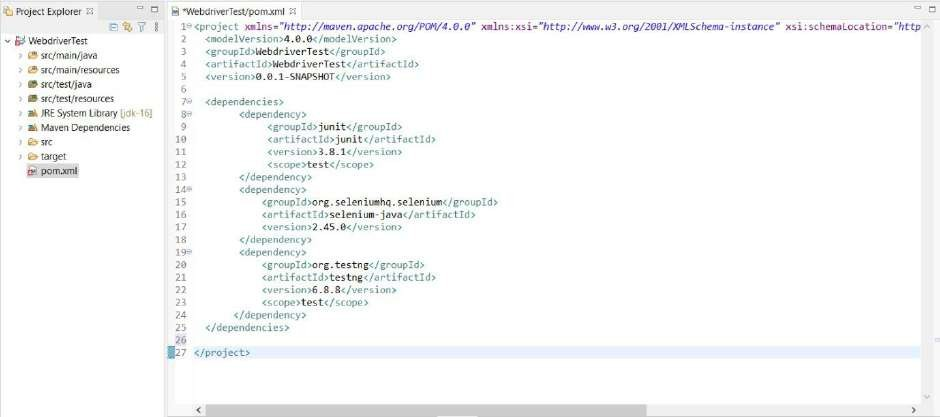 Project Explorer
WebdriverTest
src/main/java
src/main/resources
src/test/java
src/test/resources
JRE System Library [jdk-16]
Maven Dependencies
src
target
pom.xml
*WebdriverTest/pom.xml
1 <project xmlns="http://maven.apache.org/POM/4.0.0" xmlns:xsi="http://www.w3.org/2001/XMLSchema-instance" xsi:schemaLocation="http
2 <modelVersion>4.0.0</modelVersion>
3 <groupId>WebdriverTest</groupId>
4 <artifactId>WebdriverTest</artifactId>
5 <version>0.0.1-SNAPSHOT</version>
6
7 <dependencies>
8 <dependency>
9 <groupId>junit</groupId>
10 <artifactId>junit</artifactId>
11 <version>3.8.1</version>
12 <scope>test</scope>
13 </dependency>
14 <dependency>
15 <groupId>org.seleniumhq.selenium</groupId>
16 <artifactId>selenium-java</artifactId>
17 <version>2.45.0</version>
18 </dependency>
19 <dependency>
20 <groupId>org.testng</groupId>
21 <artifactId>testng</artifactId>
22 <version>6.8.8</version>
23 <scope>test</scope>
24 </dependency>
25 </dependencies>
26
27 </project>